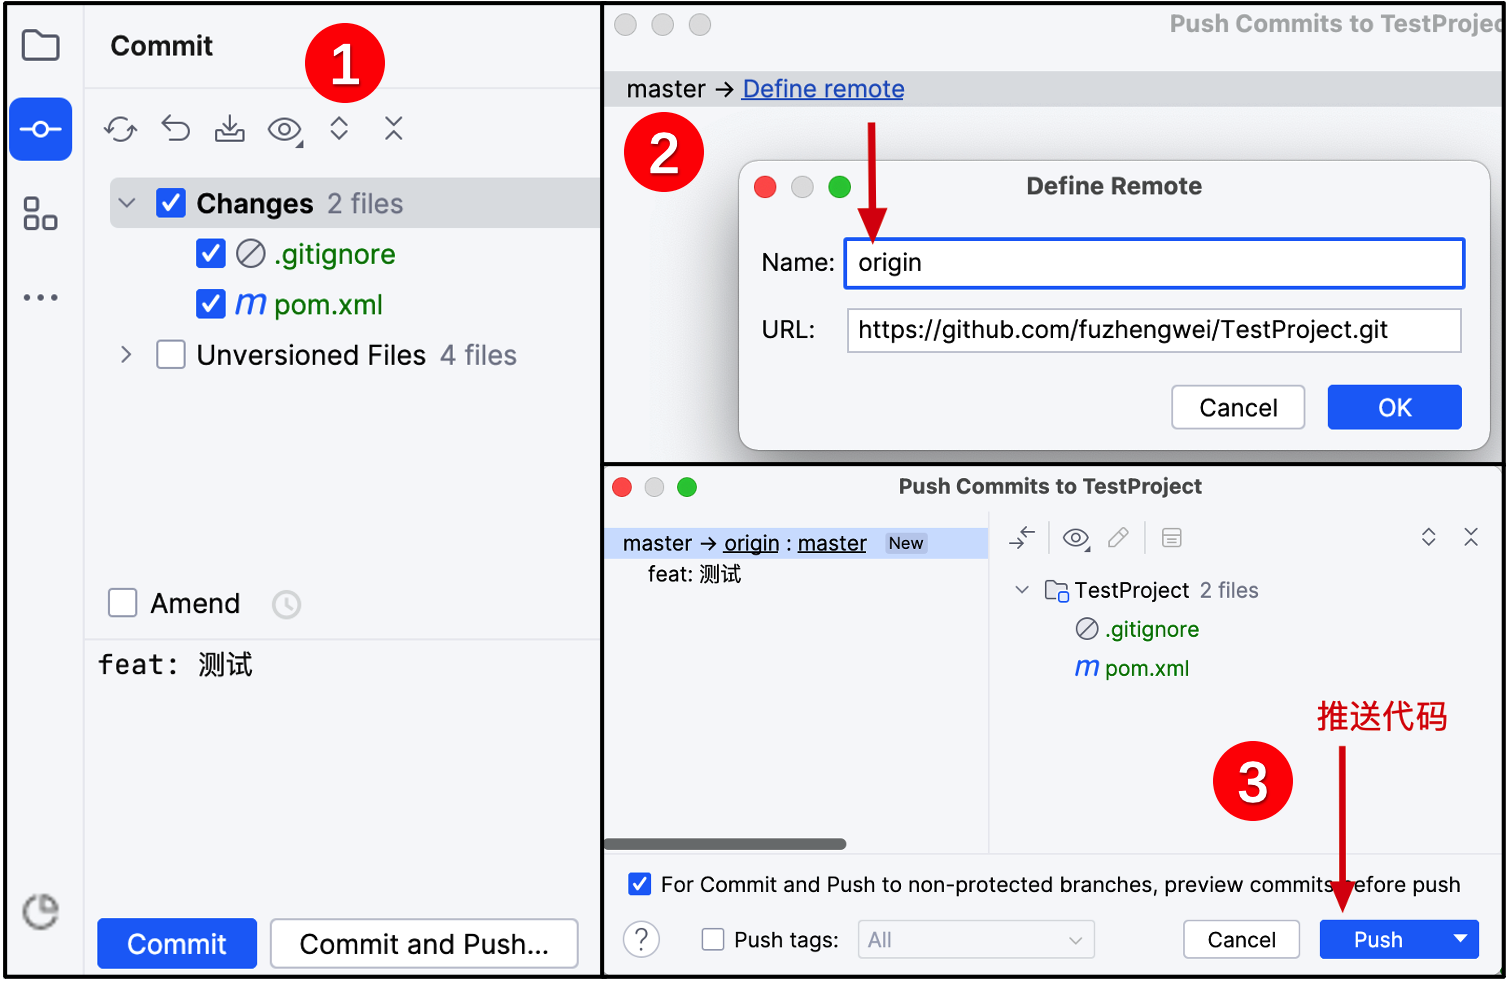 Commit
1
Changes 2 files
.gitignore
m pom.xml
Unversioned Files 4 files
Amend
feat: 测试
Commit
Commit and Push...
Push Commits to TestProjec
master → Define remote
2
Define Remote
Name: origin
URL: https://github.com/fuzhengwei/TestProject.git
Cancel
OK
Push Commits to TestProject
master → origin : master New
feat: 测试
TestProject 2 files
.gitignore
m pom.xml
推送代码
3
For Commit and Push to non-protected branches, preview commits before push
? Push tags: All
Cancel
Push